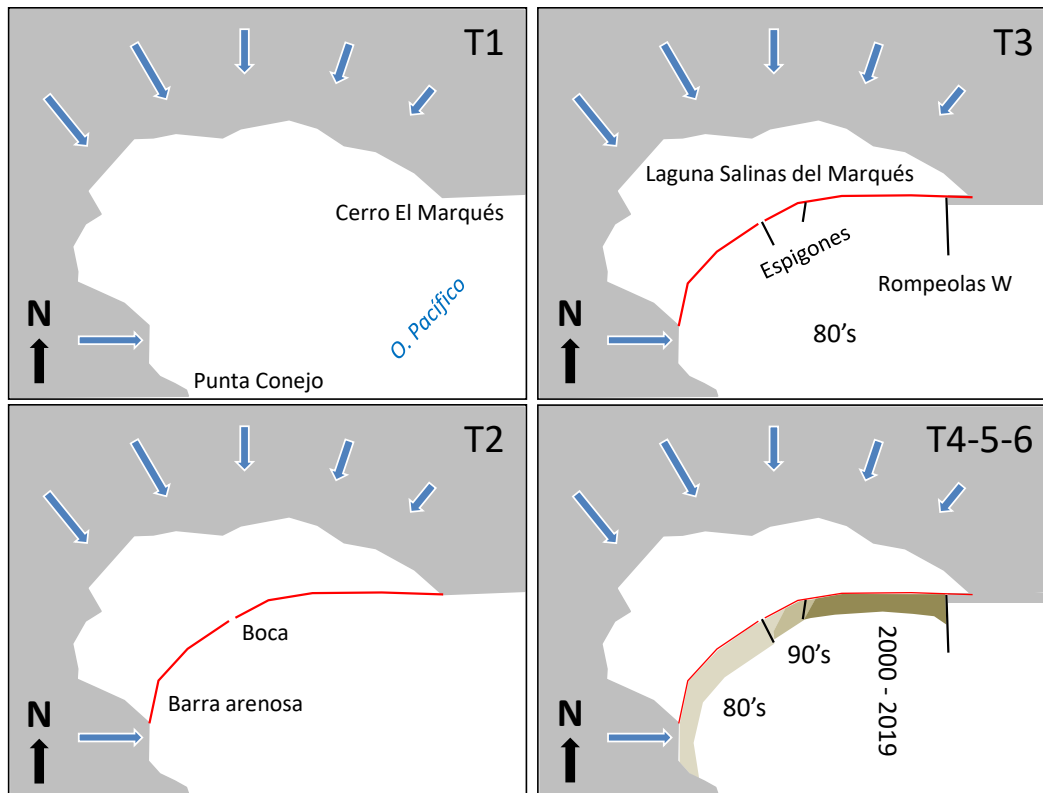 T1
Cerro El Marqués
O. Pacífico
N
Punta Conejo
T3
Laguna Salinas del Marqués
Espigones
Rompeolas W
N
80's
T2
Boca
Barra arenosa
N
T4-5-6
90's
80's
2000 - 2019
N